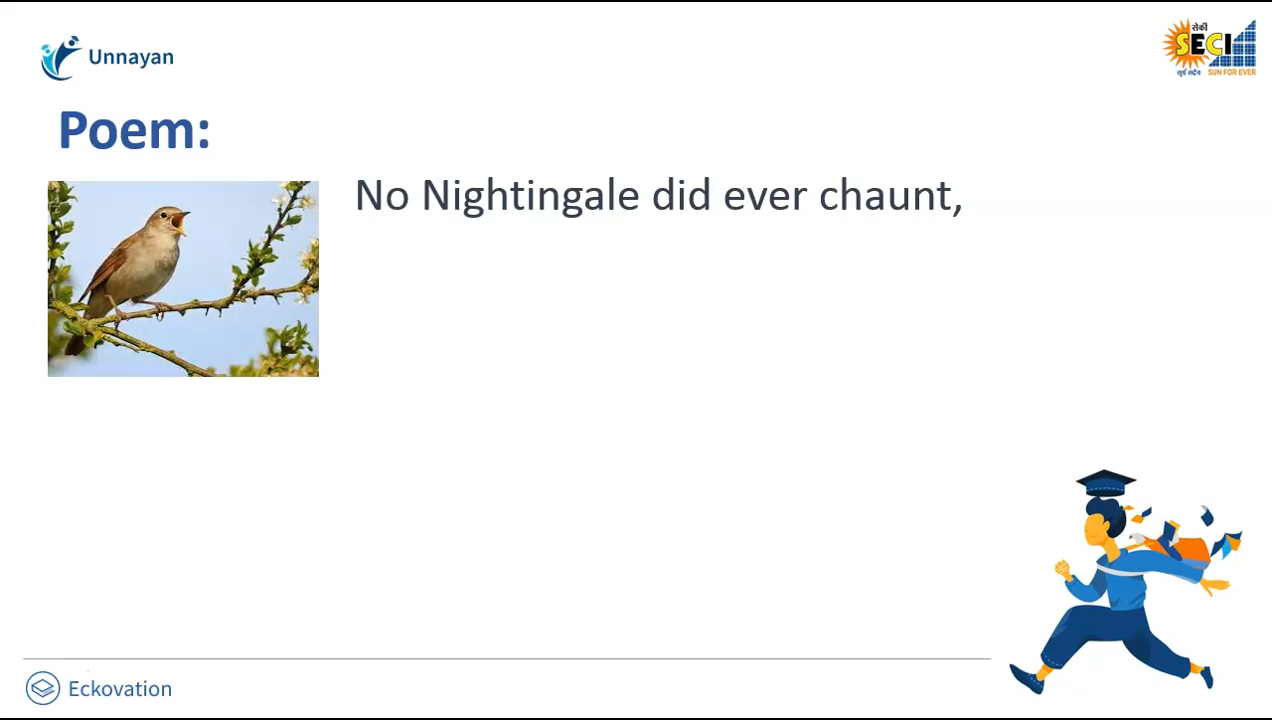 Unnayan
सेकी
SECI
सूर्य सदैव SUN FOR EVER
Poem:
No Nightingale did ever chaunt,
Eckovation